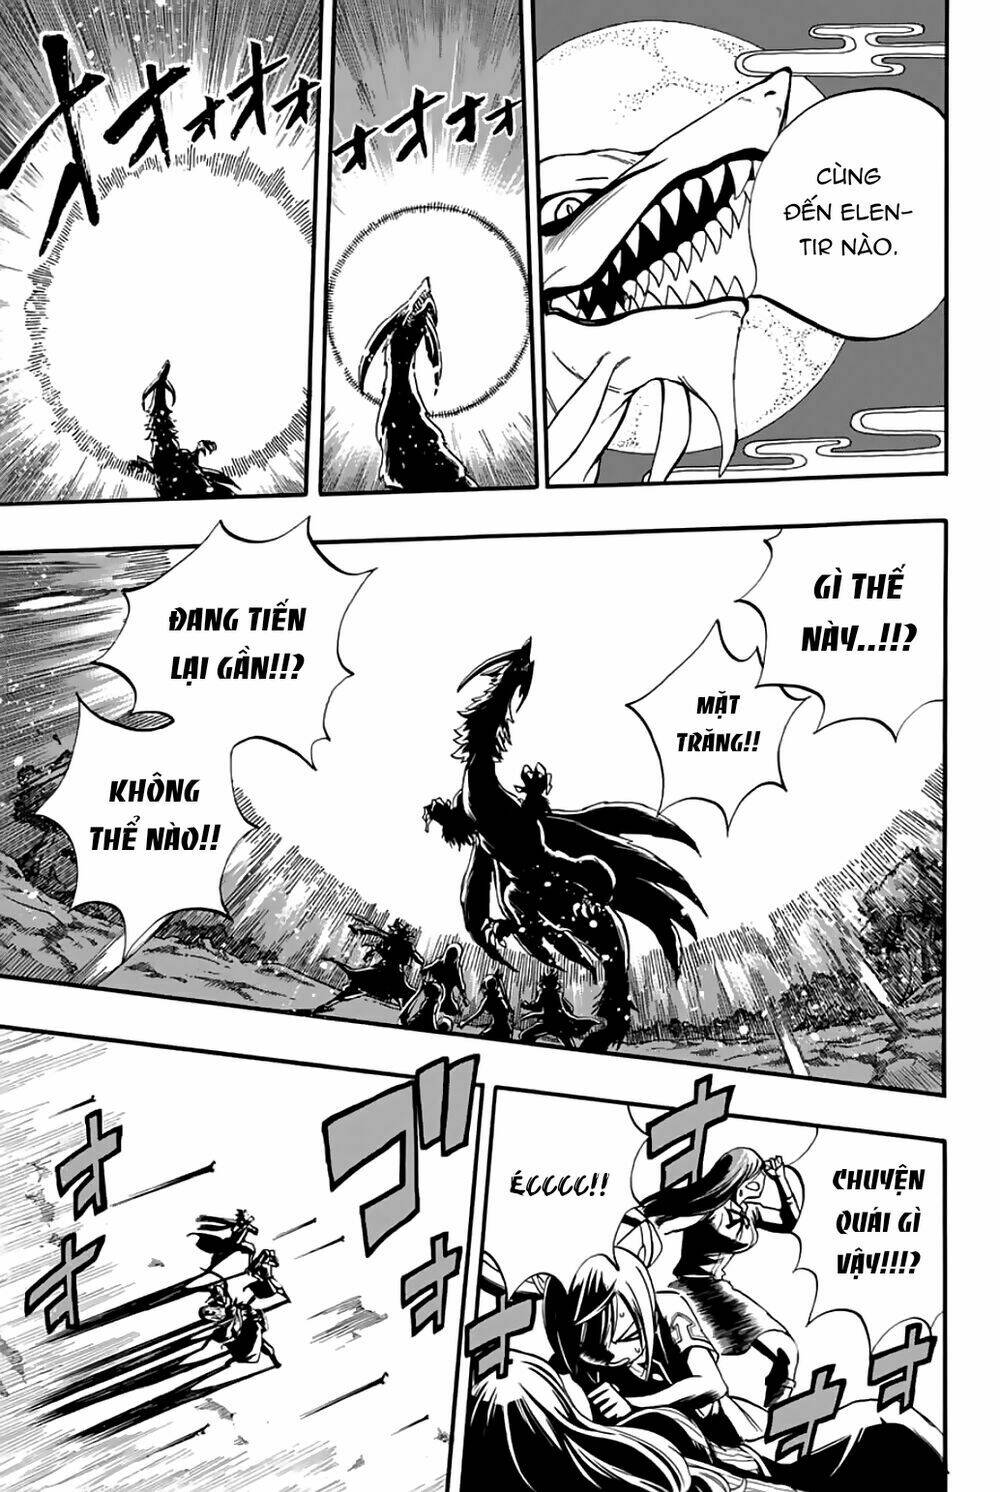 CÙNG
ĐẾN ELEN-
TIR NÀO.
オオオオ
オオオオオ
GÌ THẾ
NÀY..!!?
MẶT
TRĂNG!!
ĐANG TIẾN
LẠI GẦN!!!?
KHÔNG
THỂ NÀO!!
CHUYỆN
QUÁI GÌ
VẬY!!!?
ÉCCCC!!
オオオオ
ゴオオオ